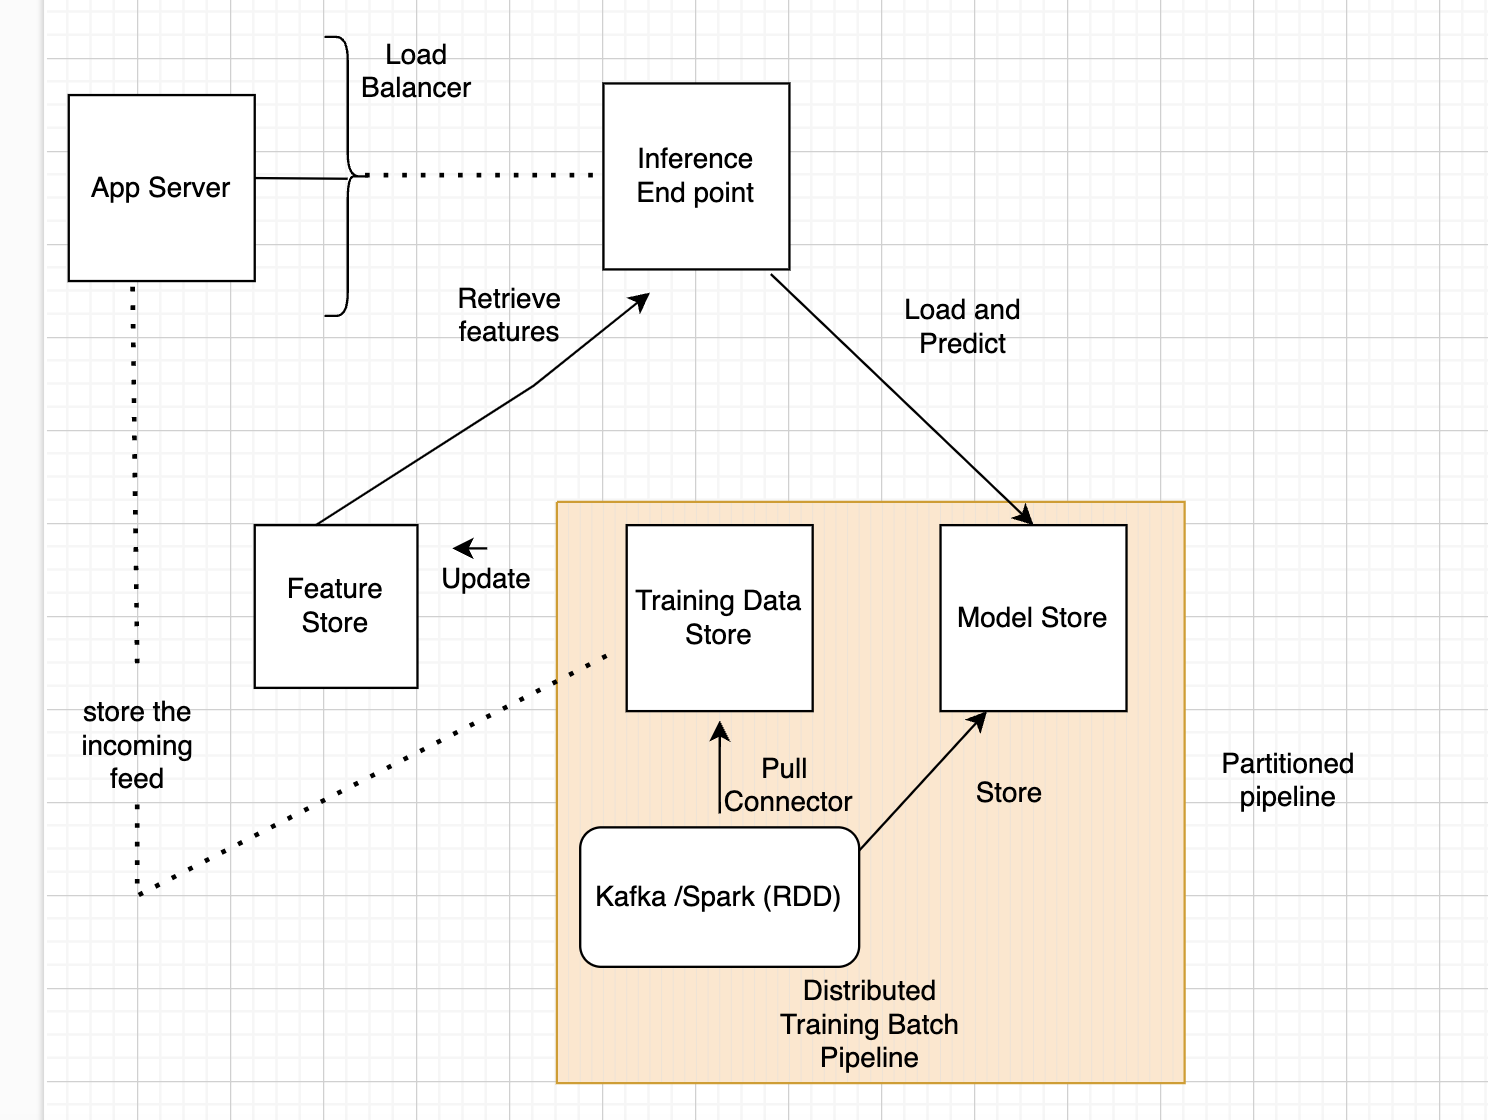 Load
Balancer
App Server
Inference
End point
Retrieve
features
Load and
Predict
Feature
Store
Update
Training Data
Store
Model Store
store the
incoming
feed
Pull
Connector
Store
Partitioned
pipeline
Kafka /Spark (RDD)
Distributed
Training Batch
Pipeline